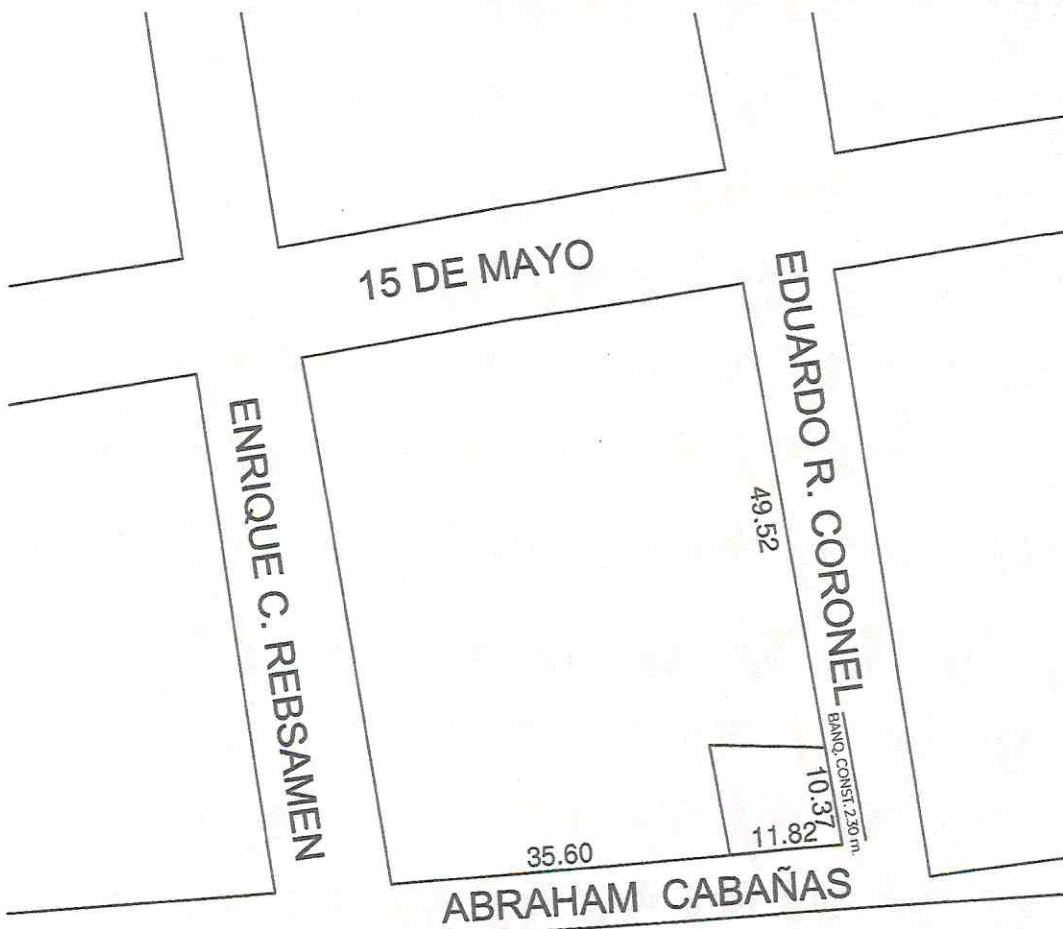 15 DE MAYO
EDUARDO R. CORONEL
ENRIQUE C. REBSAMEN
49.52
BANQ. CONST. 2.30 m.
10.37
11.82
35.60
ABRAHAM CABAÑAS